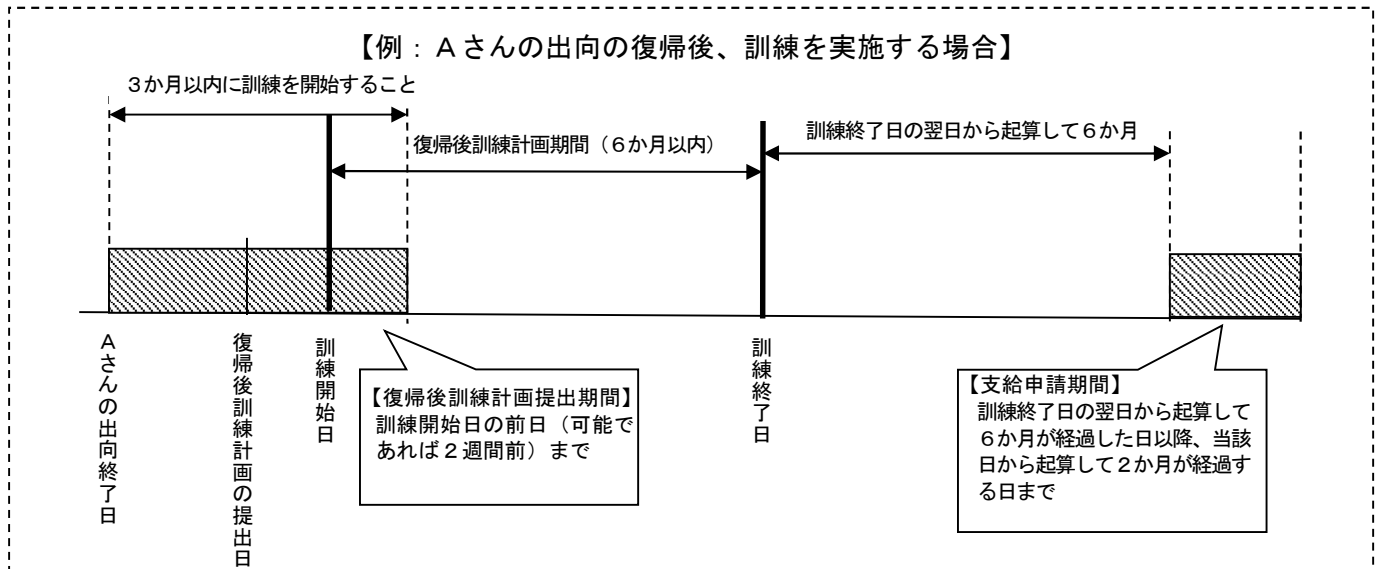 【例：Ａさんの出向の復帰後、訓練を実施する場合】
３か月以内に訓練を開始すること
復帰後訓練計画期間（６か月以内）
訓練終了日の翌日から起算して６か月
Ａさんの出向終了日
復帰後訓練計画の提出日
訓練開始日
【復帰後訓練計画提出期間】
訓練開始日の前日（可能で
あれば２週間前）まで
訓練終了日
【支給申請期間】
訓練終了日の翌日から起算して
６か月が経過した日以降、当該
日から起算して２か月が経過す
る日まで